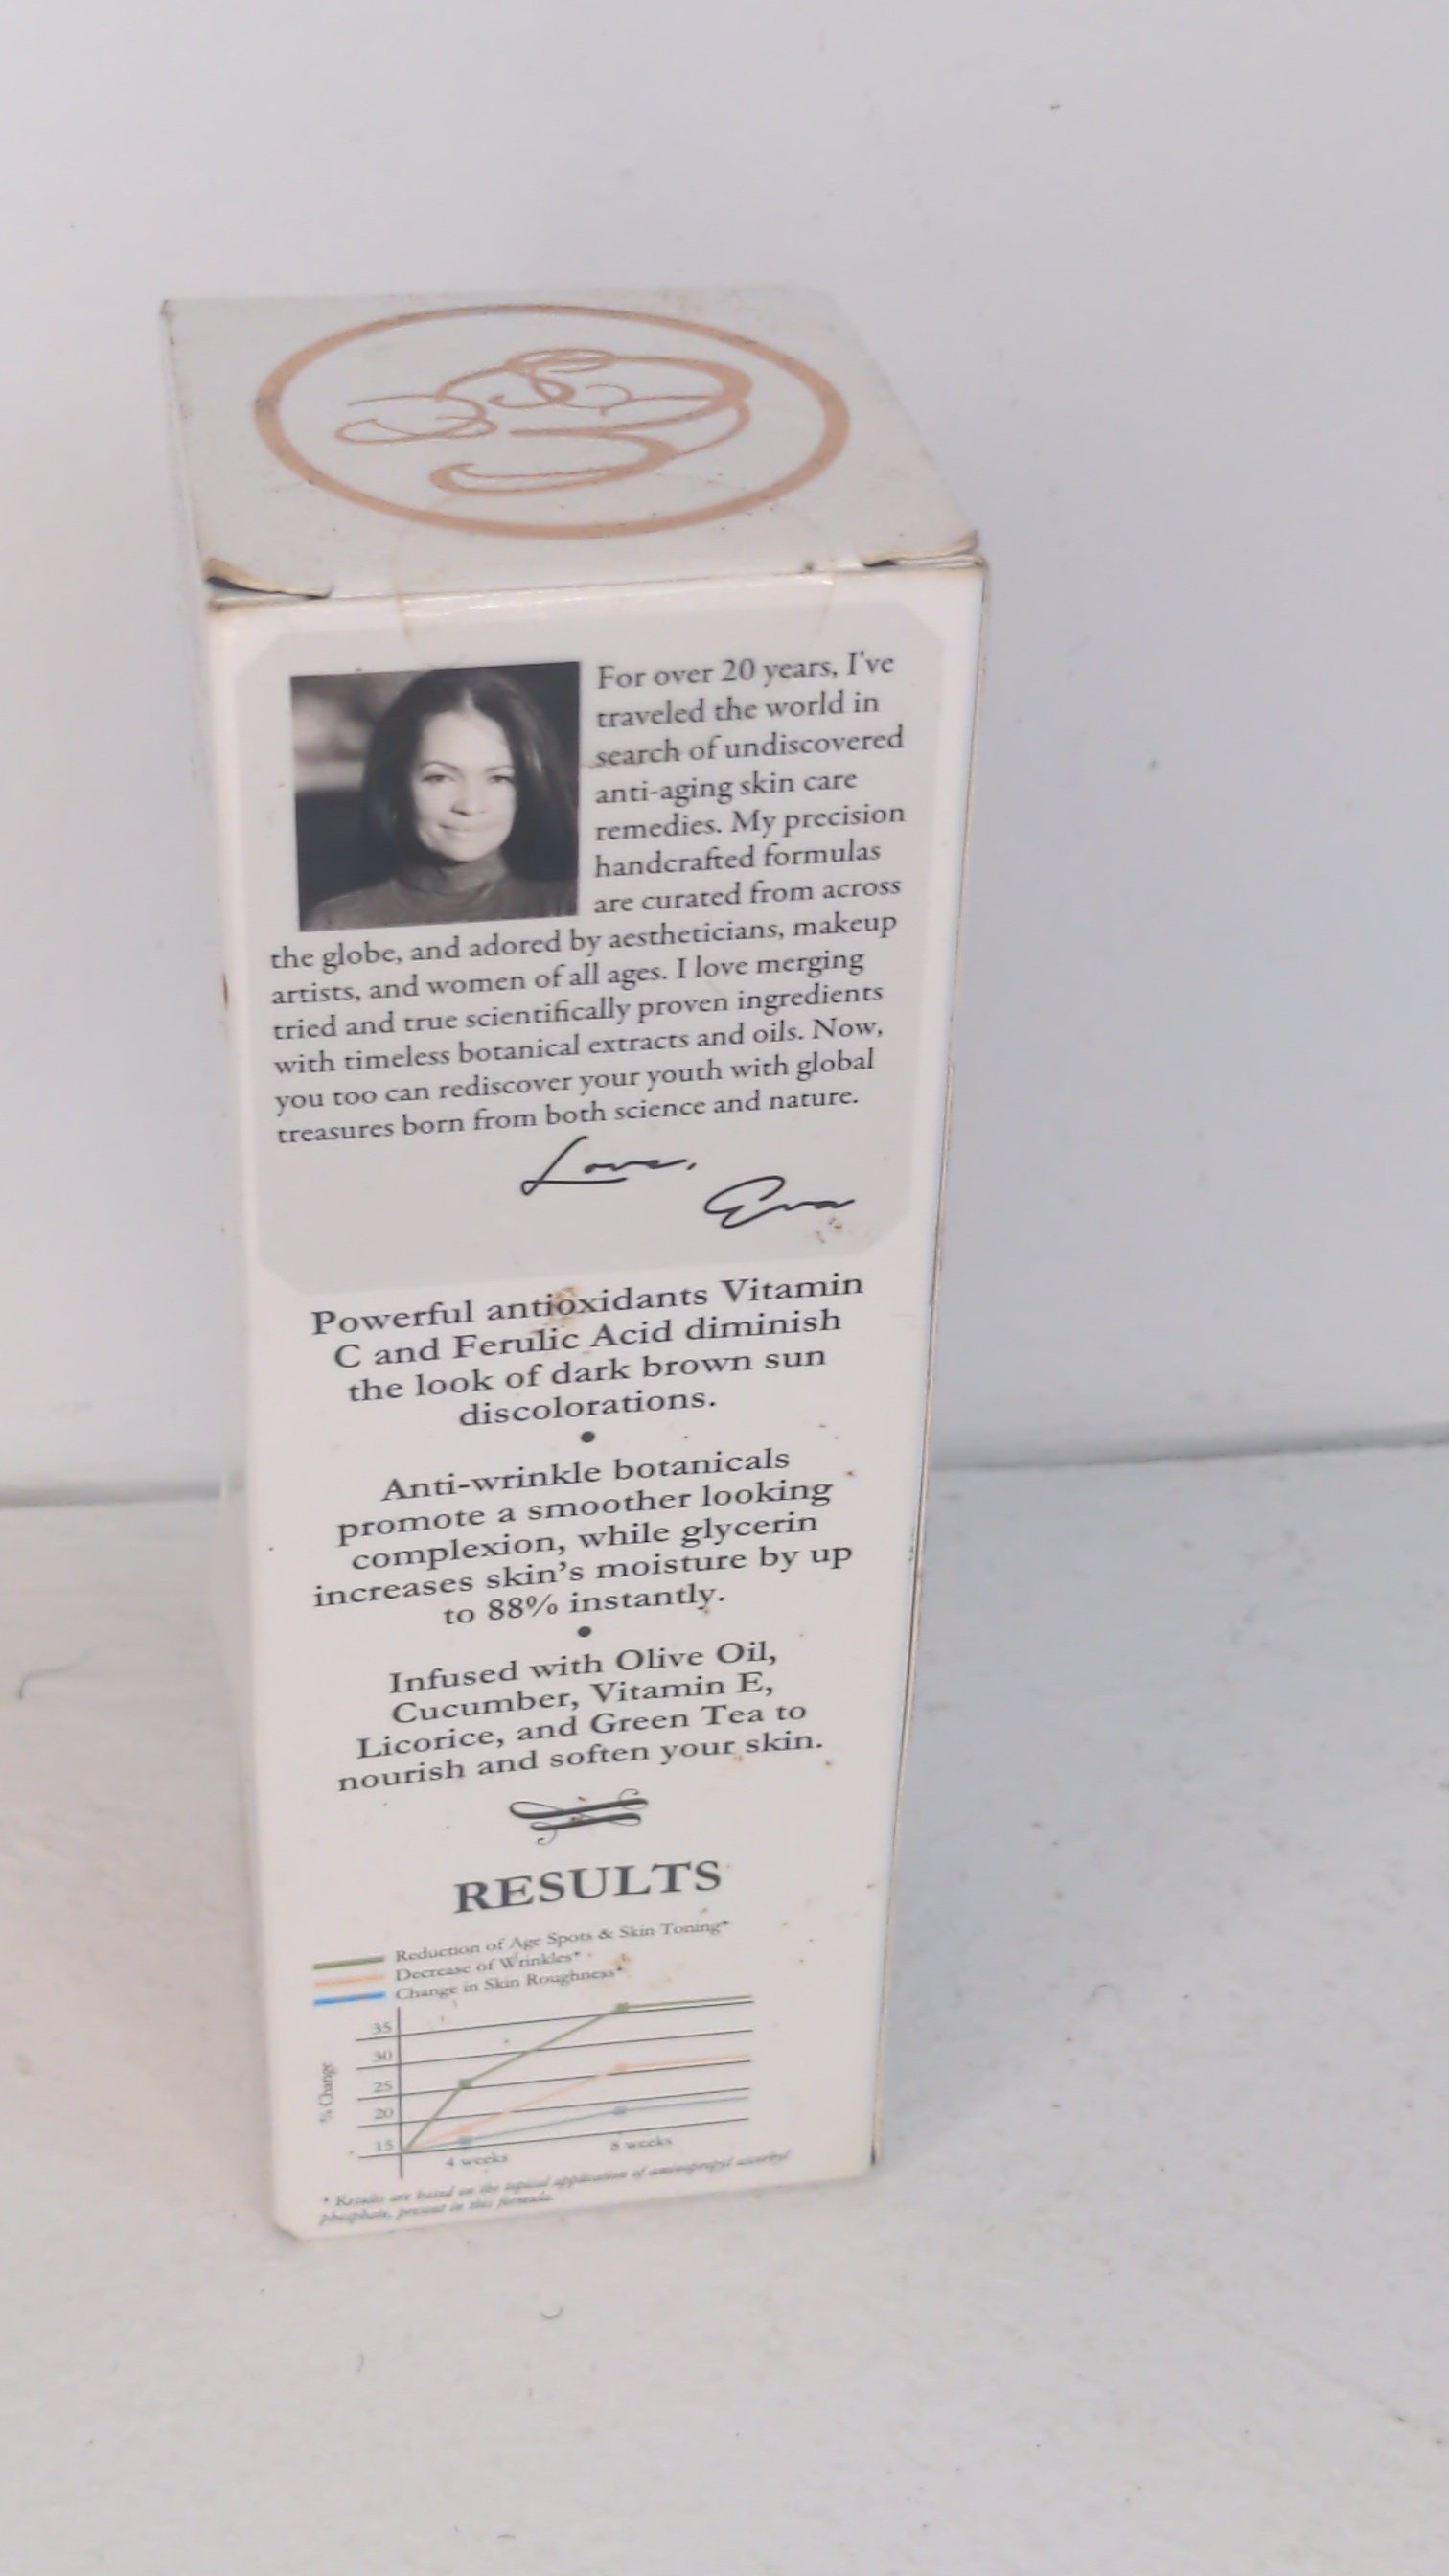 For over 20 years, I've
traveled the world in
search of undiscovered
anti-aging skin care
remedies. My precision
handcrafted formulas
are curated from across
the globe, and adored by aestheticians, makeup
artists, and women of all ages. I love merging
tried and true scientifically proven ingredients
with timeless botanical extracts and oils. Now,
you too can rediscover your youth with global
treasures born from both science and nature.
Love,
Eva
Powerful antioxidants Vitamin
C and Ferulic Acid diminish
the look of dark brown sun
discolorations.
•
Anti-wrinkle botanicals
promote a smoother looking
complexion, while glycerin
increases skin's moisture by up
to 88% instantly.
•
Infused with Olive Oil,
Cucumber, Vitamin E,
Licorice, and Green Tea to
nourish and soften your skin.
RESULTS
Reduction of Age Spots & Skin Toning*
Decrease of Wrinkles*
Change in Skin Roughness*
% Change
35
30
25
20
15
4 weeks
8 weeks
* Results are based on the topical application of aminopropyl ascorbyl
phosphate, present in this formula.